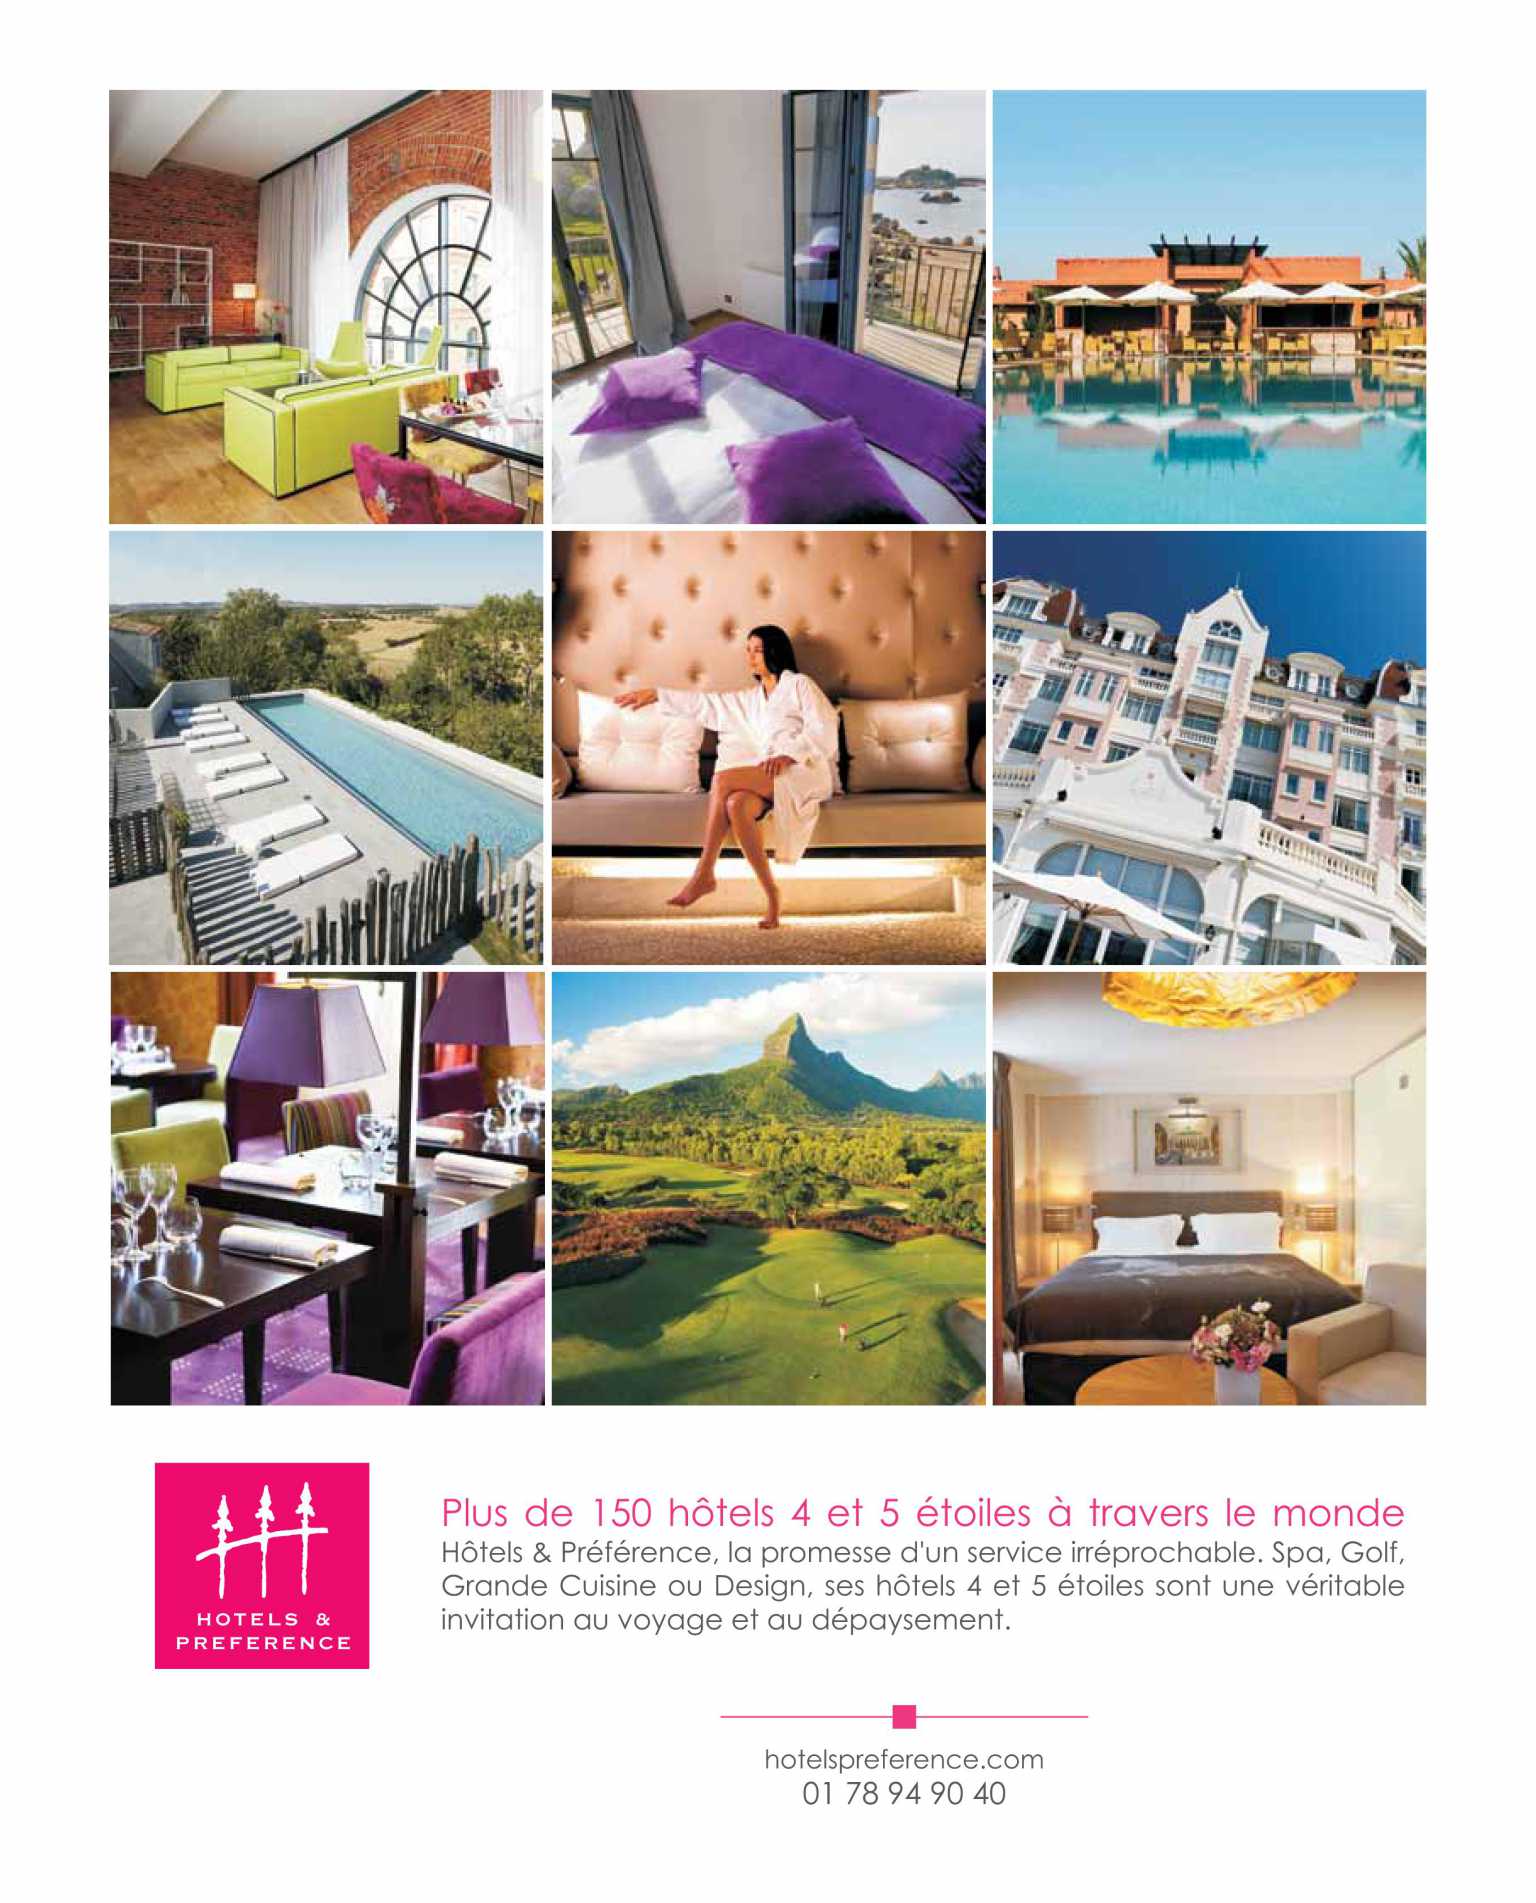 HOTELS &
PREFERENCE
Plus de 150 hôtels 4 et 5 étoiles à travers le monde
Hôtels & Préférence, la promesse d'un service irréprochable. Spa, Golf,
Grande Cuisine ou Design, ses hôtels 4 et 5 étoiles sont une véritable
invitation au voyage et au dépaysement.
hotelspreference.com
01 78 94 90 40